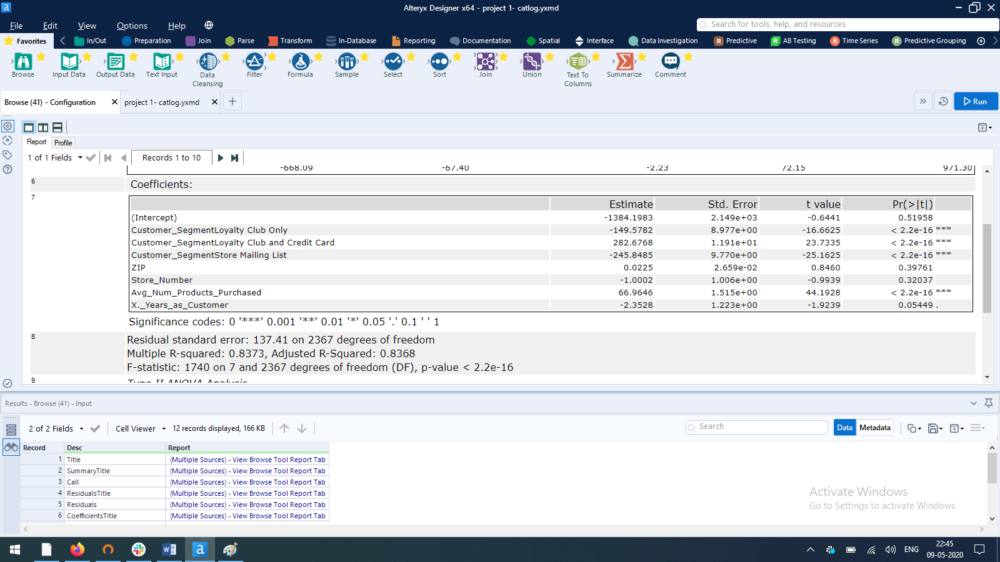 Alteryx Designer x64 - project 1- catlog.yxmd
File Edit View Options Help
Search for tools, help, and resources
Favorites In/Out Preparation Join Parse Transform In-Database Reporting Documentation Spatial Interface Data Investigation Predictive AB Testing Time Series Predictive Grouping
Browse Input Data Output Data Text Input Data Cleansing Filter Formula Sample Select Sort Join Union Text To Columns Summarize Comment
Browse (41) - Configuration project 1- catlog.yxmd Run
Report Profile
1 of 1 Fields Records 1 to 10
-668.09 -67.40 -2.23 72.15 971.30
6 Coefficients:
7
Estimate Std. Error t value Pr(>|t|)
(Intercept) -1384.1983 2.149e+03 -0.6441 0.51958
Customer_SegmentLoyalty Club Only -149.5782 8.977e+00 -16.6625 < 2.2e-16 ***
Customer_SegmentLoyalty Club and Credit Card 282.6768 1.191e+01 23.7335 < 2.2e-16 ***
Customer_SegmentStore Mailing List -245.8485 9.770e+00 -25.1625 < 2.2e-16 ***
ZIP 0.0225 2.659e-02 0.8460 0.39761
Store_Number -1.0002 1.006e+00 -0.9939 0.32037
Avg_Num_Products_Purchased 66.9646 1.515e+00 44.1928 < 2.2e-16 ***
X._Years_as_Customer -2.3528 1.223e+00 -1.9239 0.05449 .
Significance codes: 0 '***' 0.001 '**' 0.01 '*' 0.05 '.' 0.1 ' ' 1
8
Residual standard error: 137.41 on 2367 degrees of freedom
Multiple R-squared: 0.8373, Adjusted R-Squared: 0.8368
F-statistic: 1740 on 7 and 2367 degrees of freedom (DF), p-value < 2.2e-16
9 Type II ANOVA Analysis
Results - Browse (41) - Input
2 of 2 Fields Cell Viewer 12 records displayed, 166 KB Search Data Metadata
Record Desc Report
1 Title (Multiple Sources) - View Browse Tool Report Tab
2 SummaryTitle (Multiple Sources) - View Browse Tool Report Tab
3 Call (Multiple Sources) - View Browse Tool Report Tab
4 ResidualsTitle (Multiple Sources) - View Browse Tool Report Tab
5 Residuals (Multiple Sources) - View Browse Tool Report Tab
6 CoefficientsTitle (Multiple Sources) - View Browse Tool Report Tab
Activate Windows
Go to Settings to activate Windows.
ENG
22:45
09-05-2020